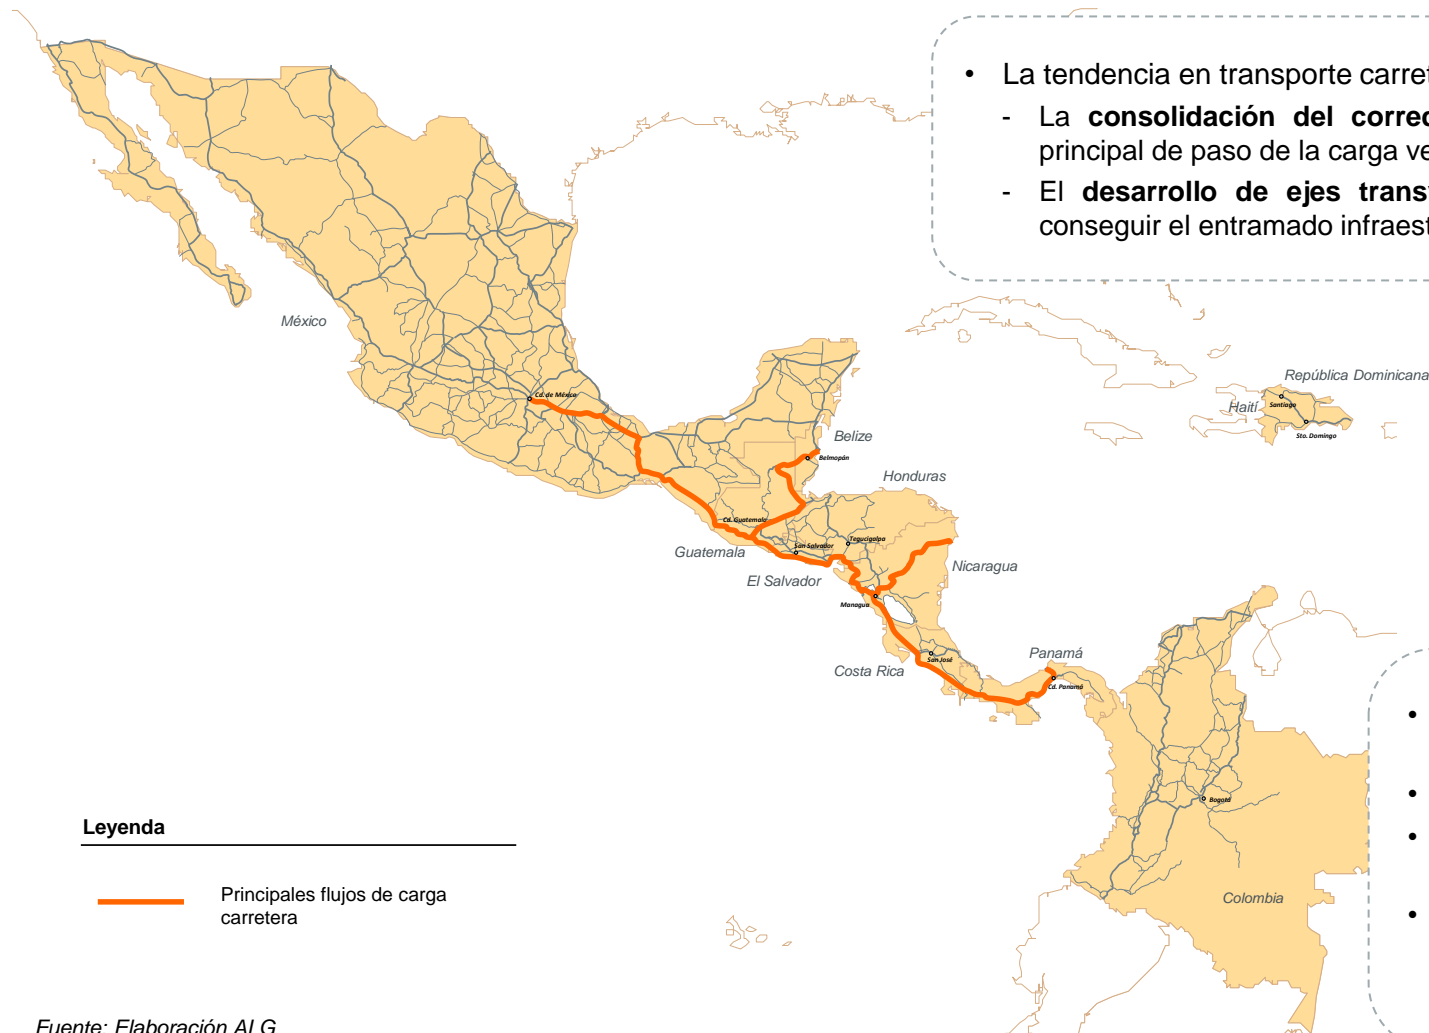 • La tendencia en transporte carret
- La consolidación del corred
principal de paso de la carga ve
- El desarrollo de ejes transv
conseguir el entramado infraest
México
Cd. de México
República Dominicana
Haití
Santiago
Sto. Domingo
Belize
Belmopán
Honduras
Cd. Guatemala
Guatemala
San Salvador
Tegucigalpa
El Salvador
Nicaragua
Managua
Costa Rica
San José
Panamá
Cd. Panamá
Bogotá
Colombia
Leyenda
Principales flujos de carga
carretera
Fuente: Elaboración ALG